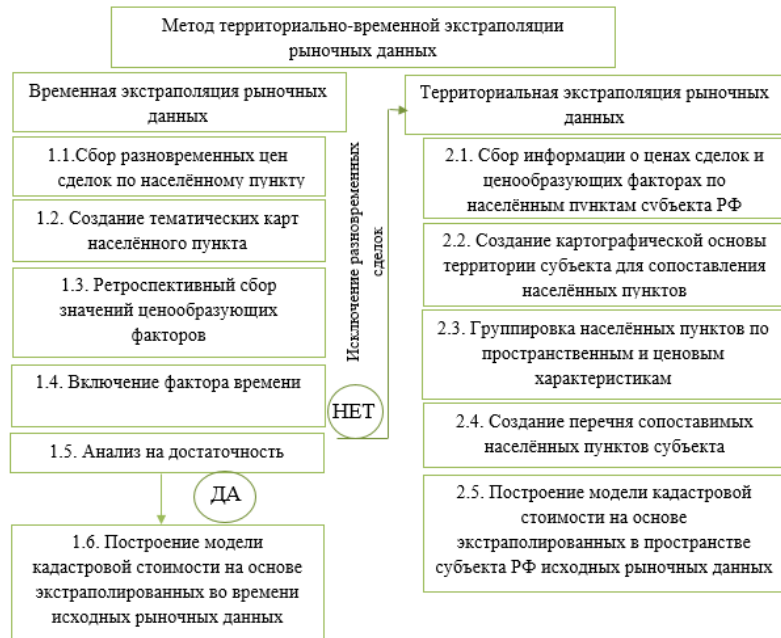 Метод территориально-временной экстраполяции
рыночных данных
Временная экстраполяция рыночных
данных
1.1.Сбор разновременных цен
сделок по населённому пункту
1.2. Создание тематических карт
населённого пункта
1.3. Ретроспективный сбор
значений ценообразующих
факторов
1.4. Включение фактора времени
1.5. Анализ на достаточность
ДА
1.6. Построение модели
кадастровой стоимости на основе
экстраполированных во времени
исходных рыночных данных
НЕТ
Исключение разновременных
сделок
Территориальная экстраполяция рыночных
данных
2.1. Сбор информации о ценах сделок и
ценообразующих факторах по
населённым пунктам субъекта РФ
2.2. Создание картографической основы
территории субъекта для сопоставления
населённых пунктов
2.3. Группировка населённых пунктов по
пространственным и ценовым
характеристикам
2.4. Создание перечня сопоставимых
населённых пунктов субъекта
2.5. Построение модели кадастровой
стоимости на основе
экстраполированных в пространстве
субъекта РФ исходных рыночных данных